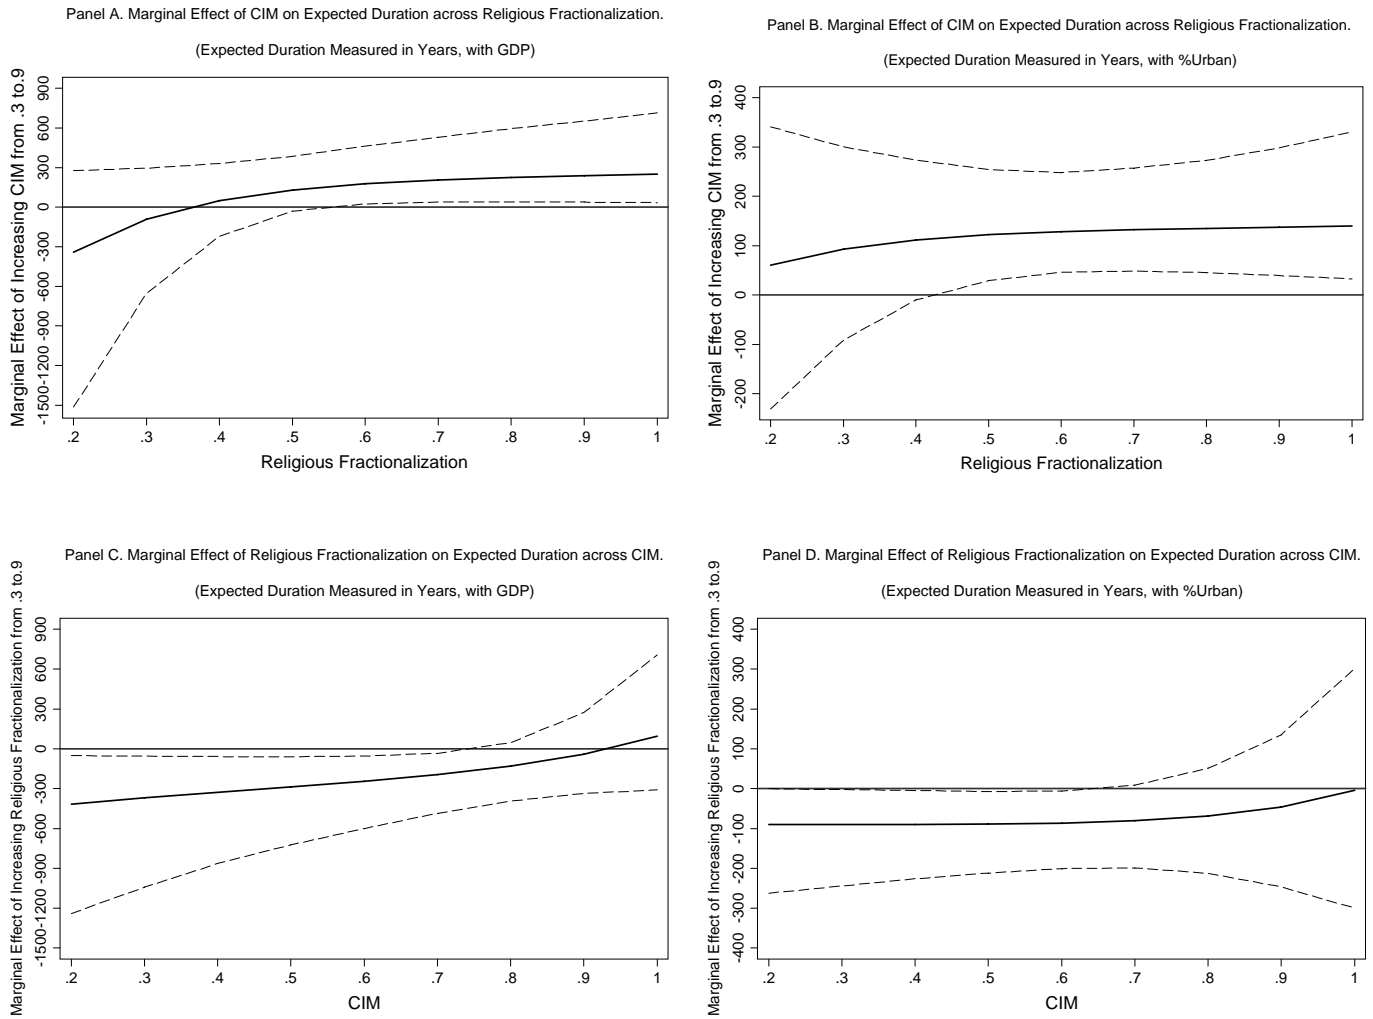 Panel A. Marginal Effect of CIM on Expected Duration across Religious Fractionalization.
(Expected Duration Measured in Years, with GDP)
Marginal Effect of Increasing CIM from .3 to.9
900
600
300
0
-300
-600
-900
-1200
-1500
.2 .3 .4 .5 .6 .7 .8 .9 1
Religious Fractionalization
Panel B. Marginal Effect of CIM on Expected Duration across Religious Fractionalization.
(Expected Duration Measured in Years, with %Urban)
Marginal Effect of Increasing CIM from .3 to.9
400
300
200
100
0
-100
-200
.2 .3 .4 .5 .6 .7 .8 .9 1
Religious Fractionalization
Panel C. Marginal Effect of Religious Fractionalization on Expected Duration across CIM.
(Expected Duration Measured in Years, with GDP)
Marginal Effect of Increasing Religious Fractionalization from .3 to.9
900
600
300
0
-300
-600
-900
-1200
-1500
.2 .3 .4 .5 .6 .7 .8 .9 1
CIM
Panel D. Marginal Effect of Religious Fractionalization on Expected Duration across CIM.
(Expected Duration Measured in Years, with %Urban)
Marginal Effect of Increasing Religious Fractionalization from .3 to.9
400
300
200
100
0
-100
-200
-300
-400
.2 .3 .4 .5 .6 .7 .8 .9 1
CIM